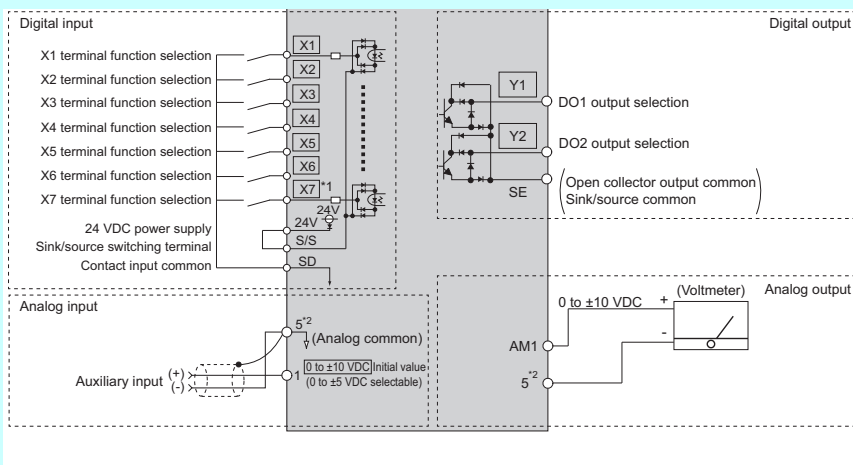 Digital input
X1 terminal function selection
X1
X2 terminal function selection
X2
X3 terminal function selection
X3
X4 terminal function selection
X4
X5 terminal function selection
X5
X6 terminal function selection
X6
X7 terminal function selection
X7 *1
24V
24 VDC power supply
24V
Sink/source switching terminal
S/S
Contact input common
SD
Digital output
Y1
DO1 output selection
Y2
DO2 output selection
SE
(Open collector output common
Sink/source common)
Analog input
5*2
(Analog common)
Auxiliary input (+)
(-)
1
0 to ±10 VDC Initial value
(0 to ±5 VDC selectable)
Analog output
(Voltmeter)
0 to ±10 VDC +
-
AM1
5*2